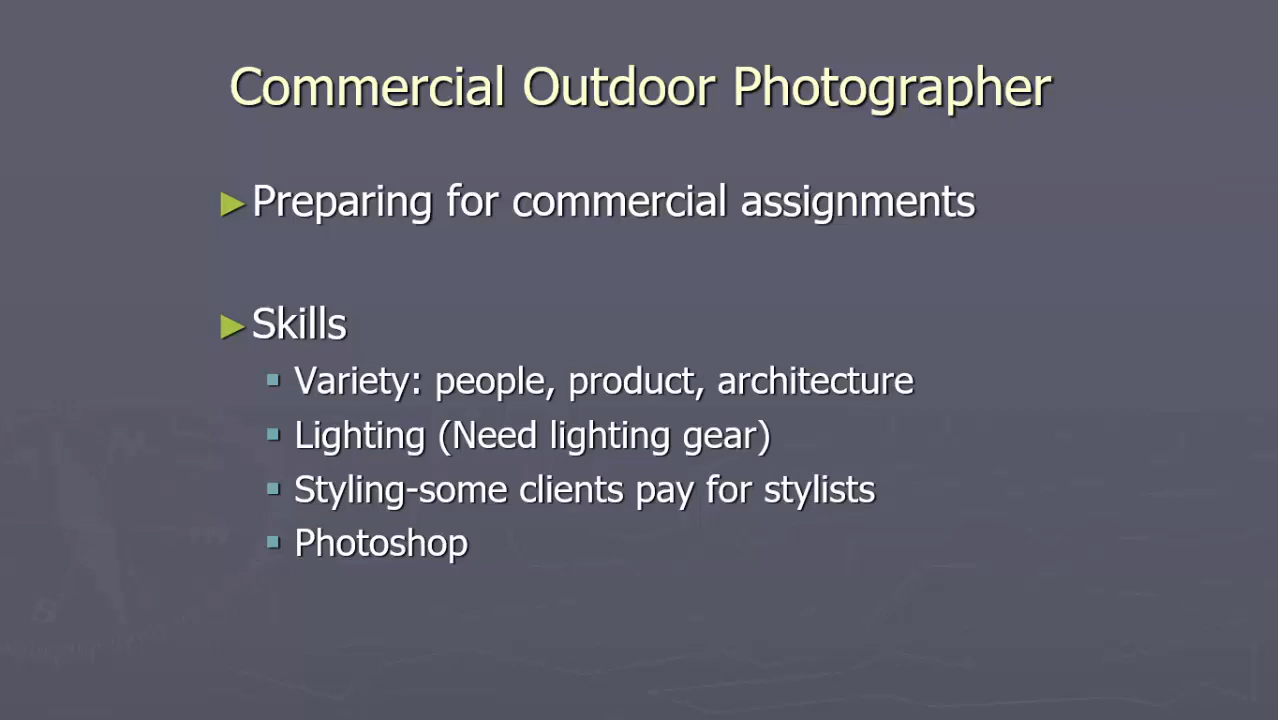 Commercial Outdoor Photographer
►Preparing for commercial assignments
►Skills
▪ Variety: people, product, architecture
▪ Lighting (Need lighting gear)
▪ Styling-some clients pay for stylists
▪ Photoshop